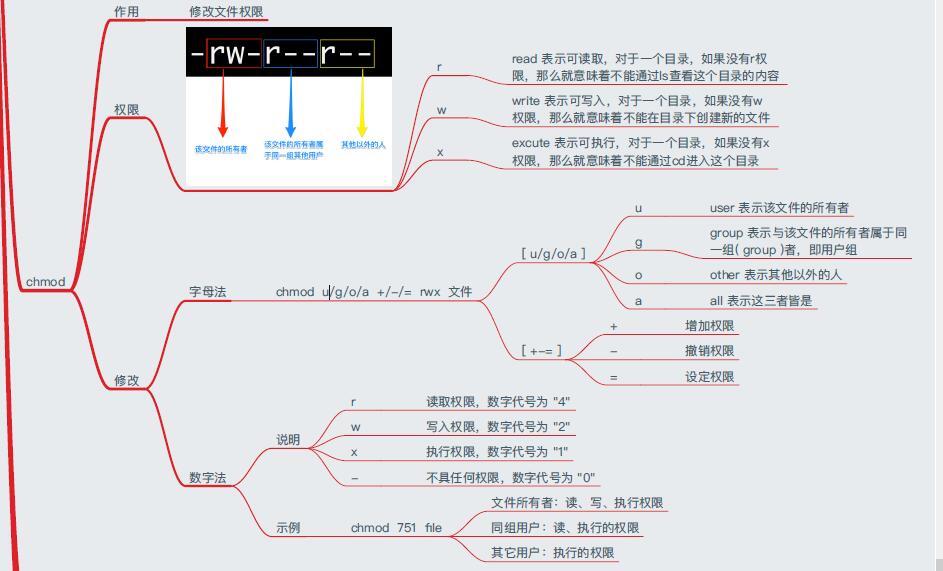 作用
修改文件权限
-rw-r--r--
该文件的所有者
该文件的所有者属
于同一组其他用户
其他以外的人
权限
r
read 表示可读取，对于一个目录，如果没有r权
限，那么就意味着不能通过ls查看这个目录的内容
w
write 表示可写入，对于一个目录，如果没有w
权限，那么就意味着不能在目录下创建新的文件
x
excute 表示可执行，对于一个目录，如果没有x
权限，那么就意味着不能通过cd进入这个目录
chmod
修改
字母法
chmod u/g/o/a +/-/= rwx 文件
[ u/g/o/a ]
u
user 表示该文件的所有者
g
group 表示与该文件的所有者属于同
一组( group )者，即用户组
o
other 表示其他以外的人
a
all 表示这三者皆是
[ +-= ]
+
增加权限
-
撤销权限
=
设定权限
数字法
说明
r
读取权限，数字代号为 "4"
w
写入权限，数字代号为 "2"
x
执行权限，数字代号为 "1"
-
不具任何权限，数字代号为 "0"
示例
chmod 751 file
文件所有者：读、写、执行权限
同组用户：读、执行的权限
其它用户：执行的权限